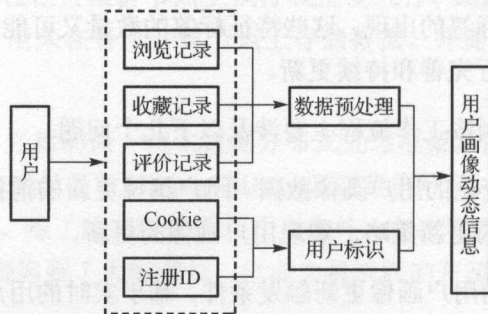 浏览记录
收藏记录
评价记录
Cookie
注册ID
用户
数据预处理
用户标识
用户画像动态信息